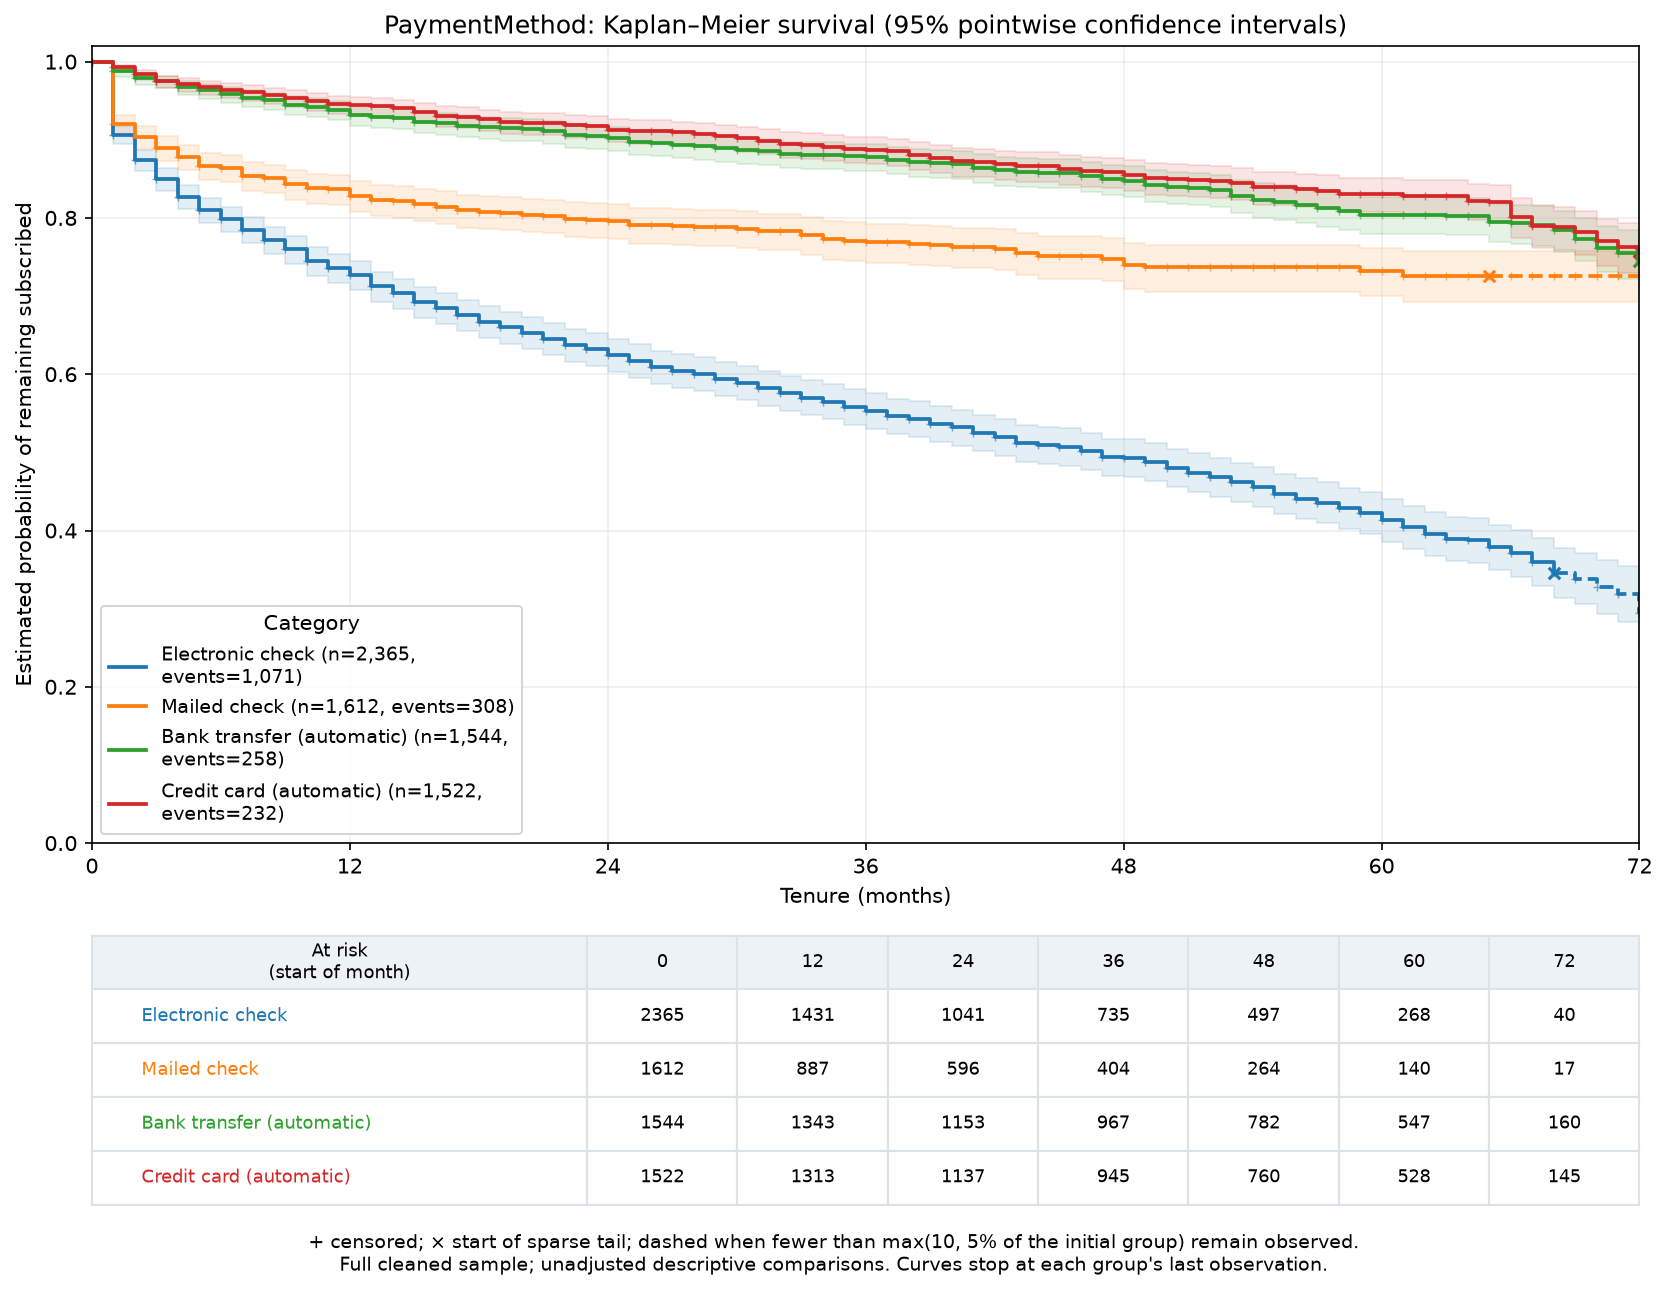 PaymentMethod: Kaplan–Meier survival (95% pointwise confidence intervals)
Estimated probability of remaining subscribed
1.0
0.8
0.6
0.4
0.2
0.0
Category
Electronic check (n=2,365,
events=1,071)
Mailed check (n=1,612, events=308)
Bank transfer (automatic) (n=1,544,
events=258)
Credit card (automatic) (n=1,522,
events=232)
0 12 24 36 48 60 72
Tenure (months)
At risk
(start of month) 0 12 24 36 48 60 72
Electronic check 2365 1431 1041 735 497 268 40
Mailed check 1612 887 596 404 264 140 17
Bank transfer (automatic) 1544 1343 1153 967 782 547 160
Credit card (automatic) 1522 1313 1137 945 760 528 145
+ censored; × start of sparse tail; dashed when fewer than max(10, 5% of the initial group) remain observed.
Full cleaned sample; unadjusted descriptive comparisons. Curves stop at each group's last observation.